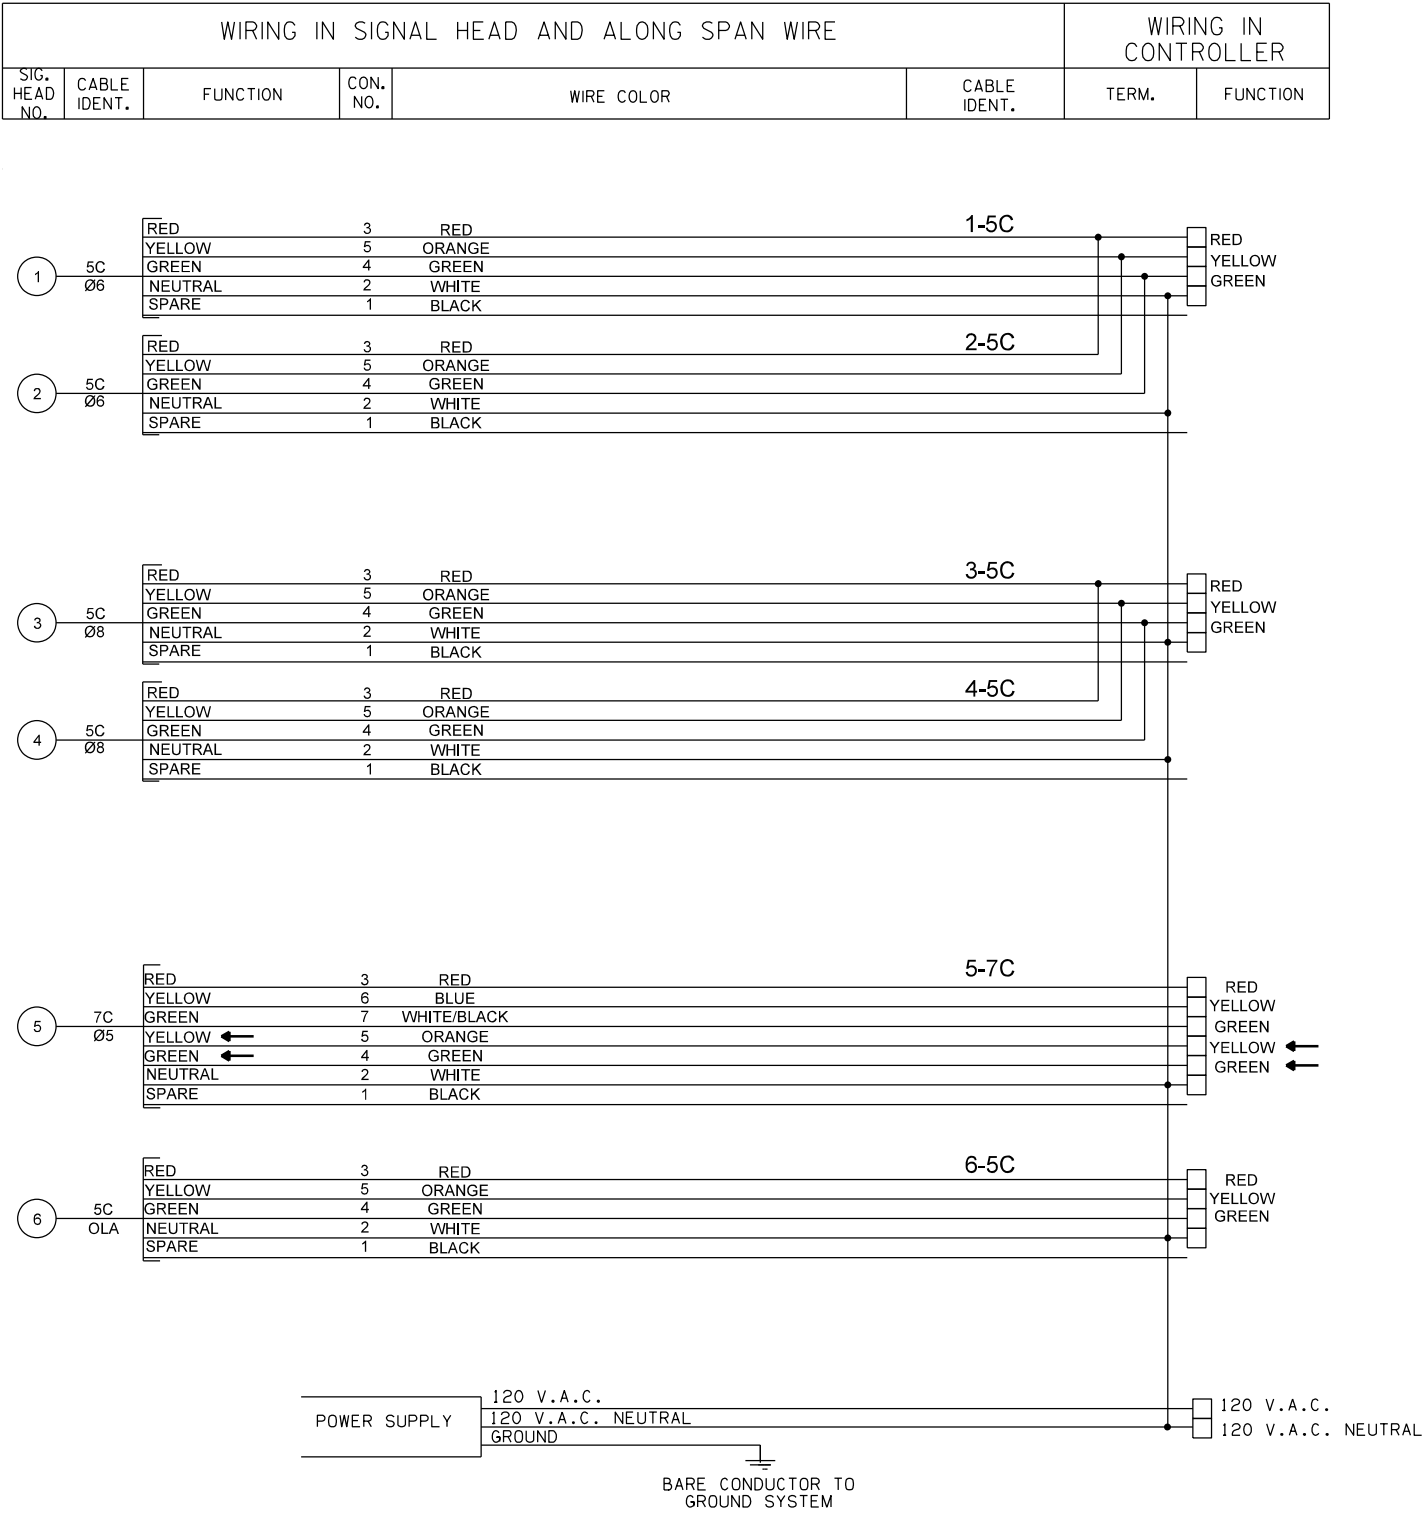 WIRING IN SIGNAL HEAD AND ALONG SPAN WIRE
WIRING IN
CONTROLLER
SIG.
HEAD
NO.
CABLE
IDENT.
FUNCTION
CON.
NO.
WIRE COLOR
CABLE
IDENT.
TERM.
FUNCTION
1
5C
Ø6
1-5C
RED 3 RED
YELLOW 5 ORANGE
GREEN 4 GREEN
NEUTRAL 2 WHITE
SPARE 1 BLACK
RED
YELLOW
GREEN
2
5C
Ø6
2-5C
RED 3 RED
YELLOW 5 ORANGE
GREEN 4 GREEN
NEUTRAL 2 WHITE
SPARE 1 BLACK
3
5C
Ø8
3-5C
RED 3 RED
YELLOW 5 ORANGE
GREEN 4 GREEN
NEUTRAL 2 WHITE
SPARE 1 BLACK
RED
YELLOW
GREEN
4
5C
Ø8
4-5C
RED 3 RED
YELLOW 5 ORANGE
GREEN 4 GREEN
NEUTRAL 2 WHITE
SPARE 1 BLACK
5
7C
Ø5
5-7C
RED 3 RED
YELLOW 6 BLUE
GREEN 7 WHITE/BLACK
YELLOW ← 5 ORANGE
GREEN ← 4 GREEN
NEUTRAL 2 WHITE
SPARE 1 BLACK
RED
YELLOW
GREEN
YELLOW ←
GREEN ←
6
5C
OLA
6-5C
RED 3 RED
YELLOW 5 ORANGE
GREEN 4 GREEN
NEUTRAL 2 WHITE
SPARE 1 BLACK
RED
YELLOW
GREEN
POWER SUPPLY
120 V.A.C.
120 V.A.C. NEUTRAL
GROUND
120 V.A.C.
120 V.A.C. NEUTRAL
BARE CONDUCTOR TO
GROUND SYSTEM